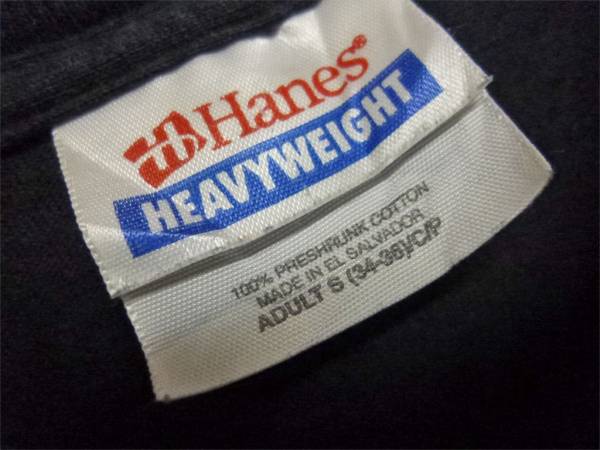 Hanes®
HEAVYWEIGHT
100% PRESHRUNK COTTON
MADE IN EL SALVADOR
ADULT S (34-36)/C/P